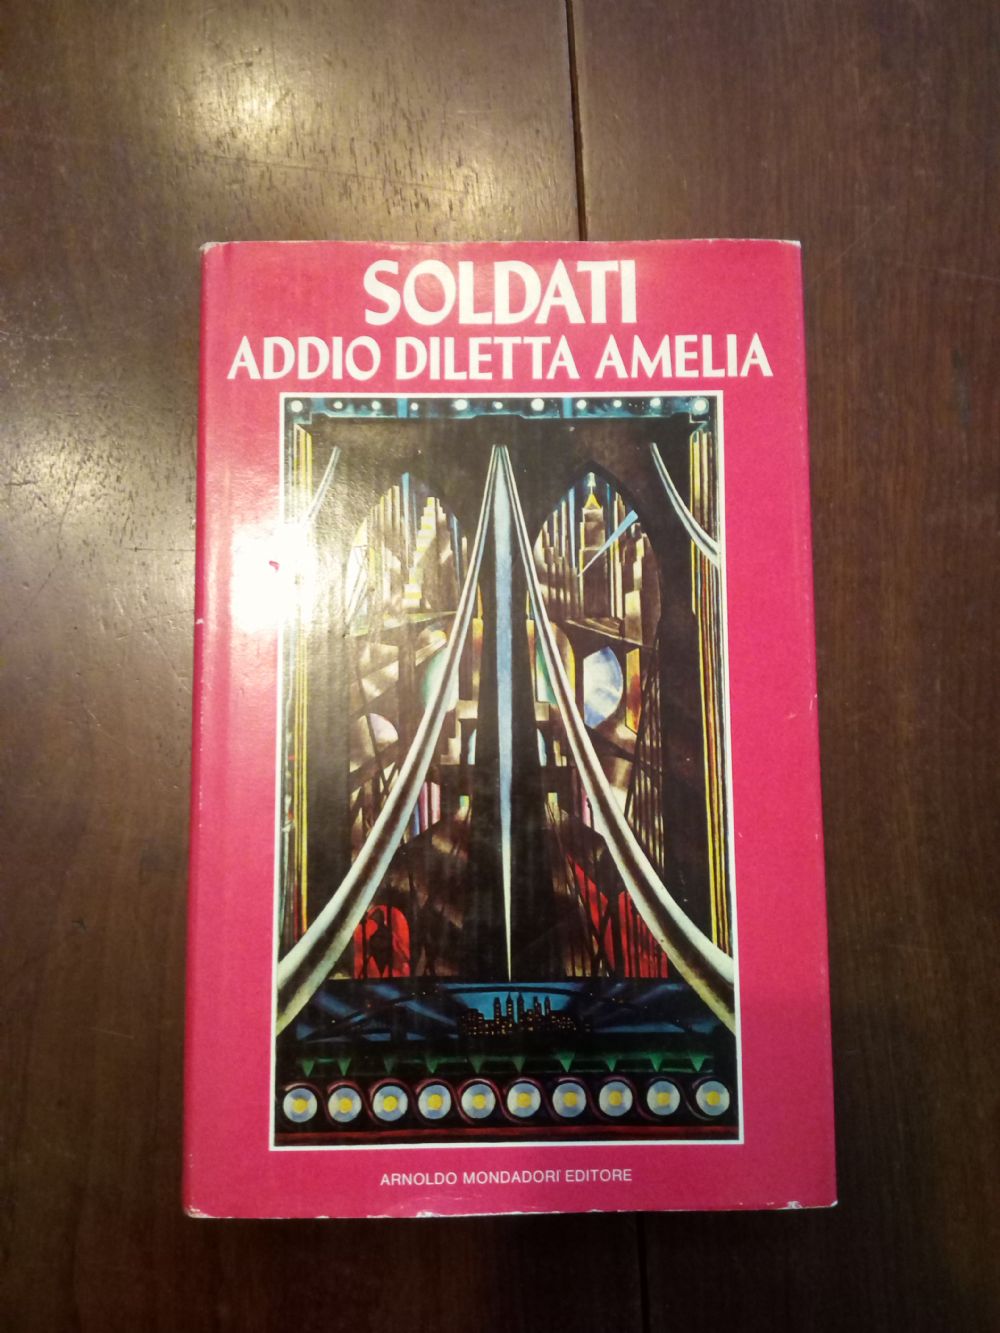 SOLDATI
ADDIO DILETTA AMELIA
ARNOLDO MONDADORI EDITORE